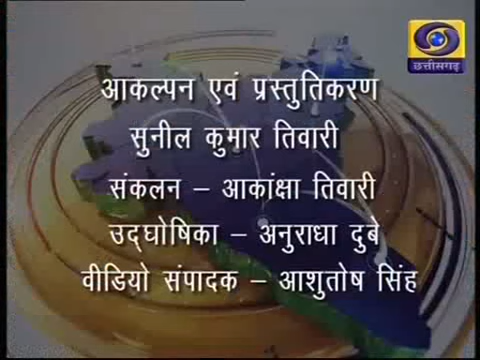 छत्तीसगढ़
आकल्पन एवं प्रस्तुतिकरण
सुनील कुमार तिवारी
संकलन – आकांक्षा तिवारी
उद्घोषिका – अनुराधा दुबे
वीडियो संपादक – आशुतोष सिंह